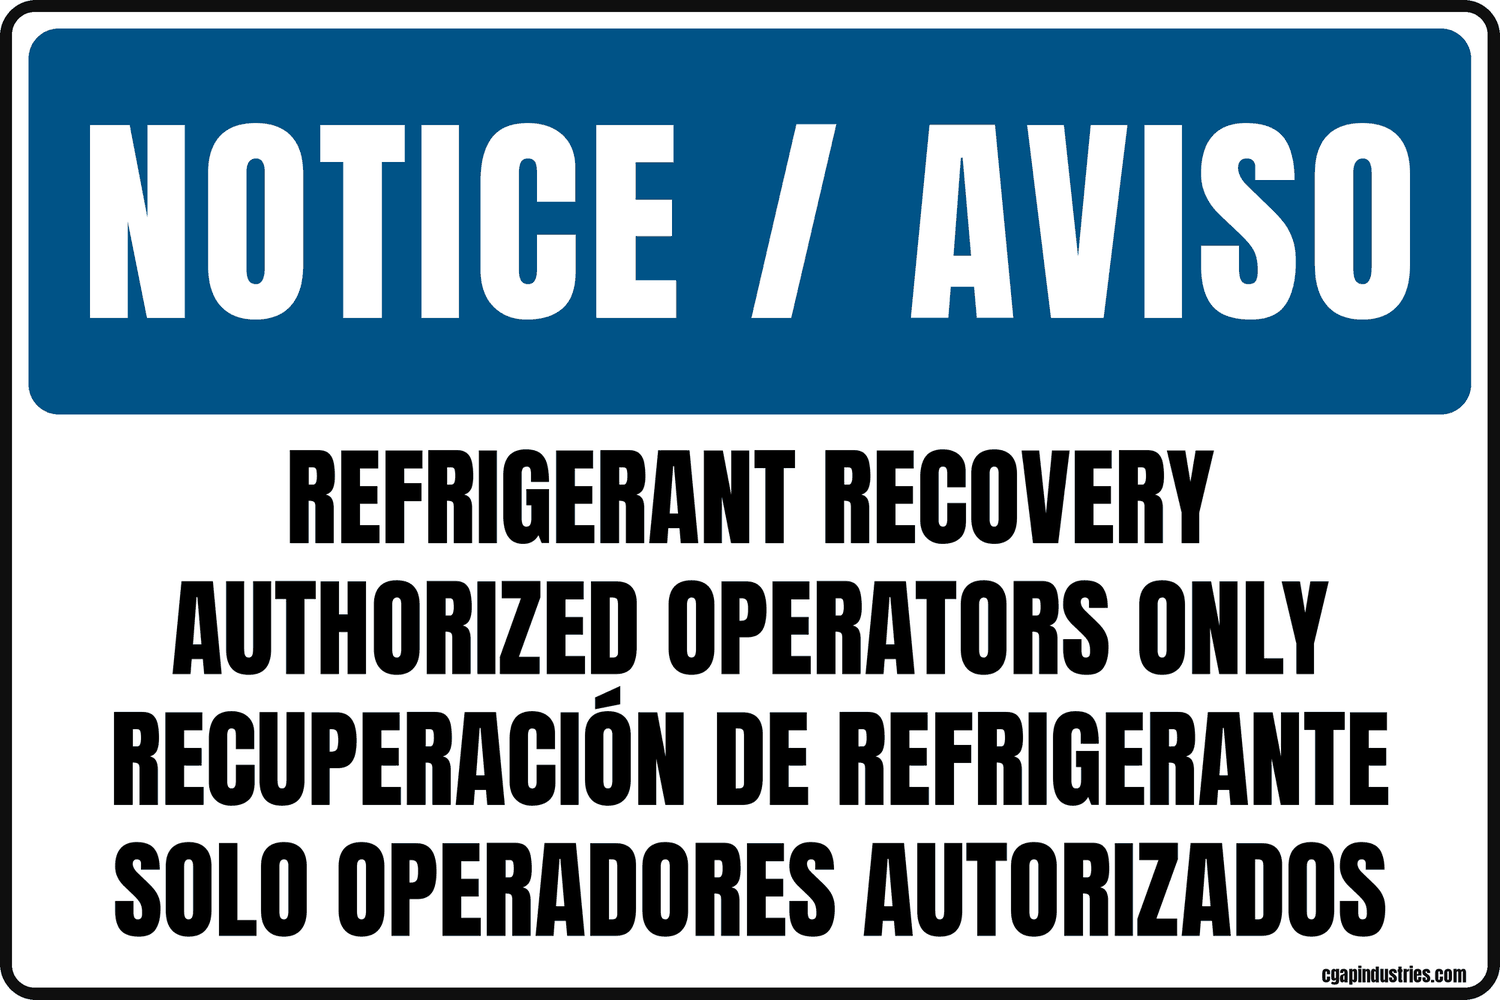 NOTICE / AVISO
REFRIGERANT RECOVERY
AUTHORIZED OPERATORS ONLY
RECUPERACIÓN DE REFRIGERANTE
SOLO OPERADORES AUTORIZADOS
cgapindustries.com